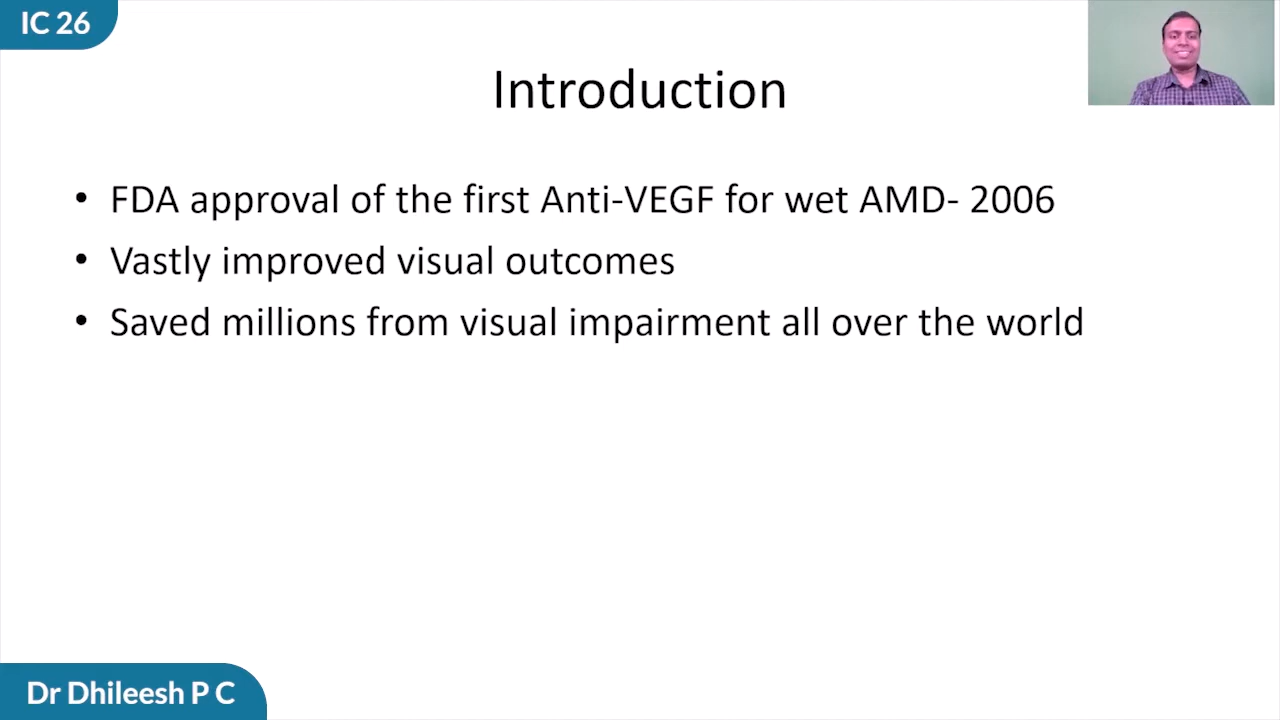 IC 26
Introduction
• FDA approval of the first Anti-VEGF for wet AMD- 2006
• Vastly improved visual outcomes
• Saved millions from visual impairment all over the world
Dr Dhileesh P C